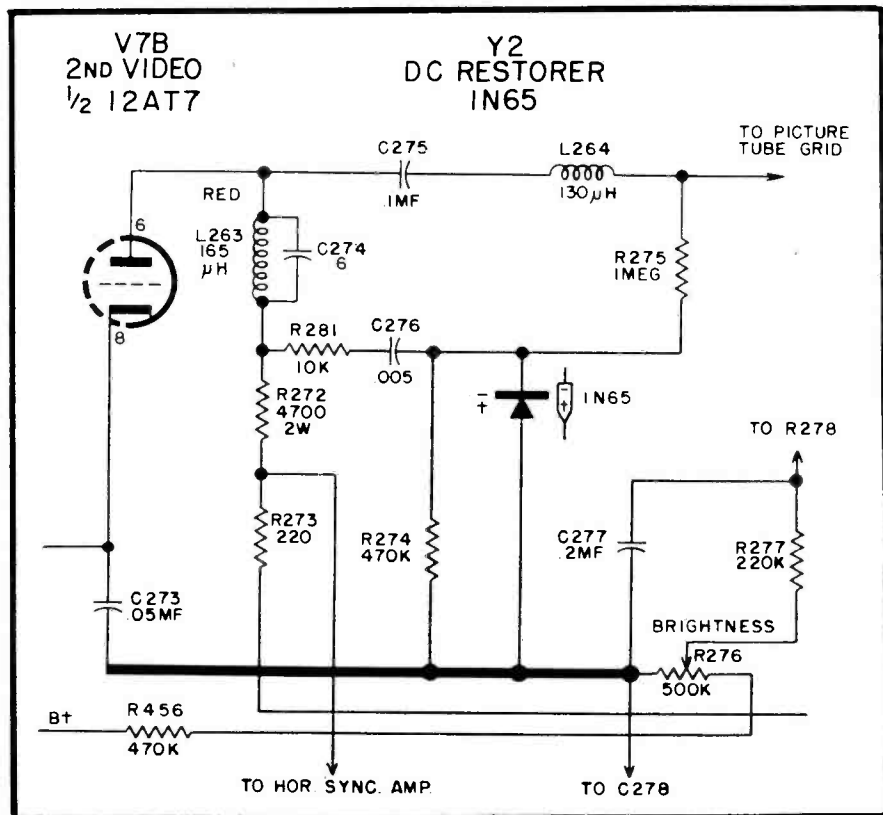 V7B
2ND VIDEO
1/2 12AT7
Y2
DC RESTORER
1N65
TO PICTURE
TUBE GRID
C275
.1MF
L264
130µH
RED
6
L263
165
µH
C274
6
R275
1MEG
8
R281
10K
C276
.005
R272
4700
2W
1N65
TO R278
R273
220
R274
470K
C277
.2MF
R277
220K
C273
.05MF
BRIGHTNESS
R276
500K
B+
R456
470K
TO HOR. SYNC. AMP.
TO C278